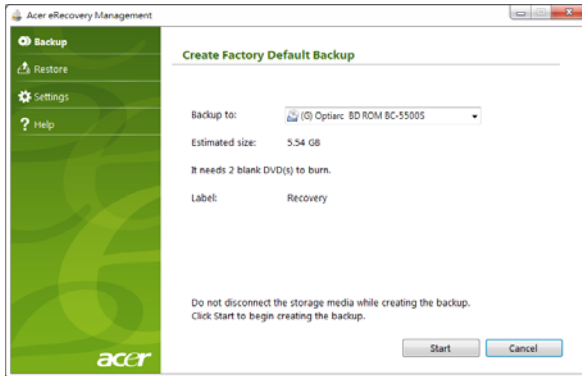 Acer eRecovery Management
Backup
Restore
Settings
Help
Create Factory Default Backup
Backup to: (G) Optiarc BD ROM BC-5500S
Estimated size: 5.54 GB
It needs 2 blank DVD(s) to burn.
Label: Recovery
Do not disconnect the storage media while creating the backup.
Click Start to begin creating the backup.
Start Cancel
acer